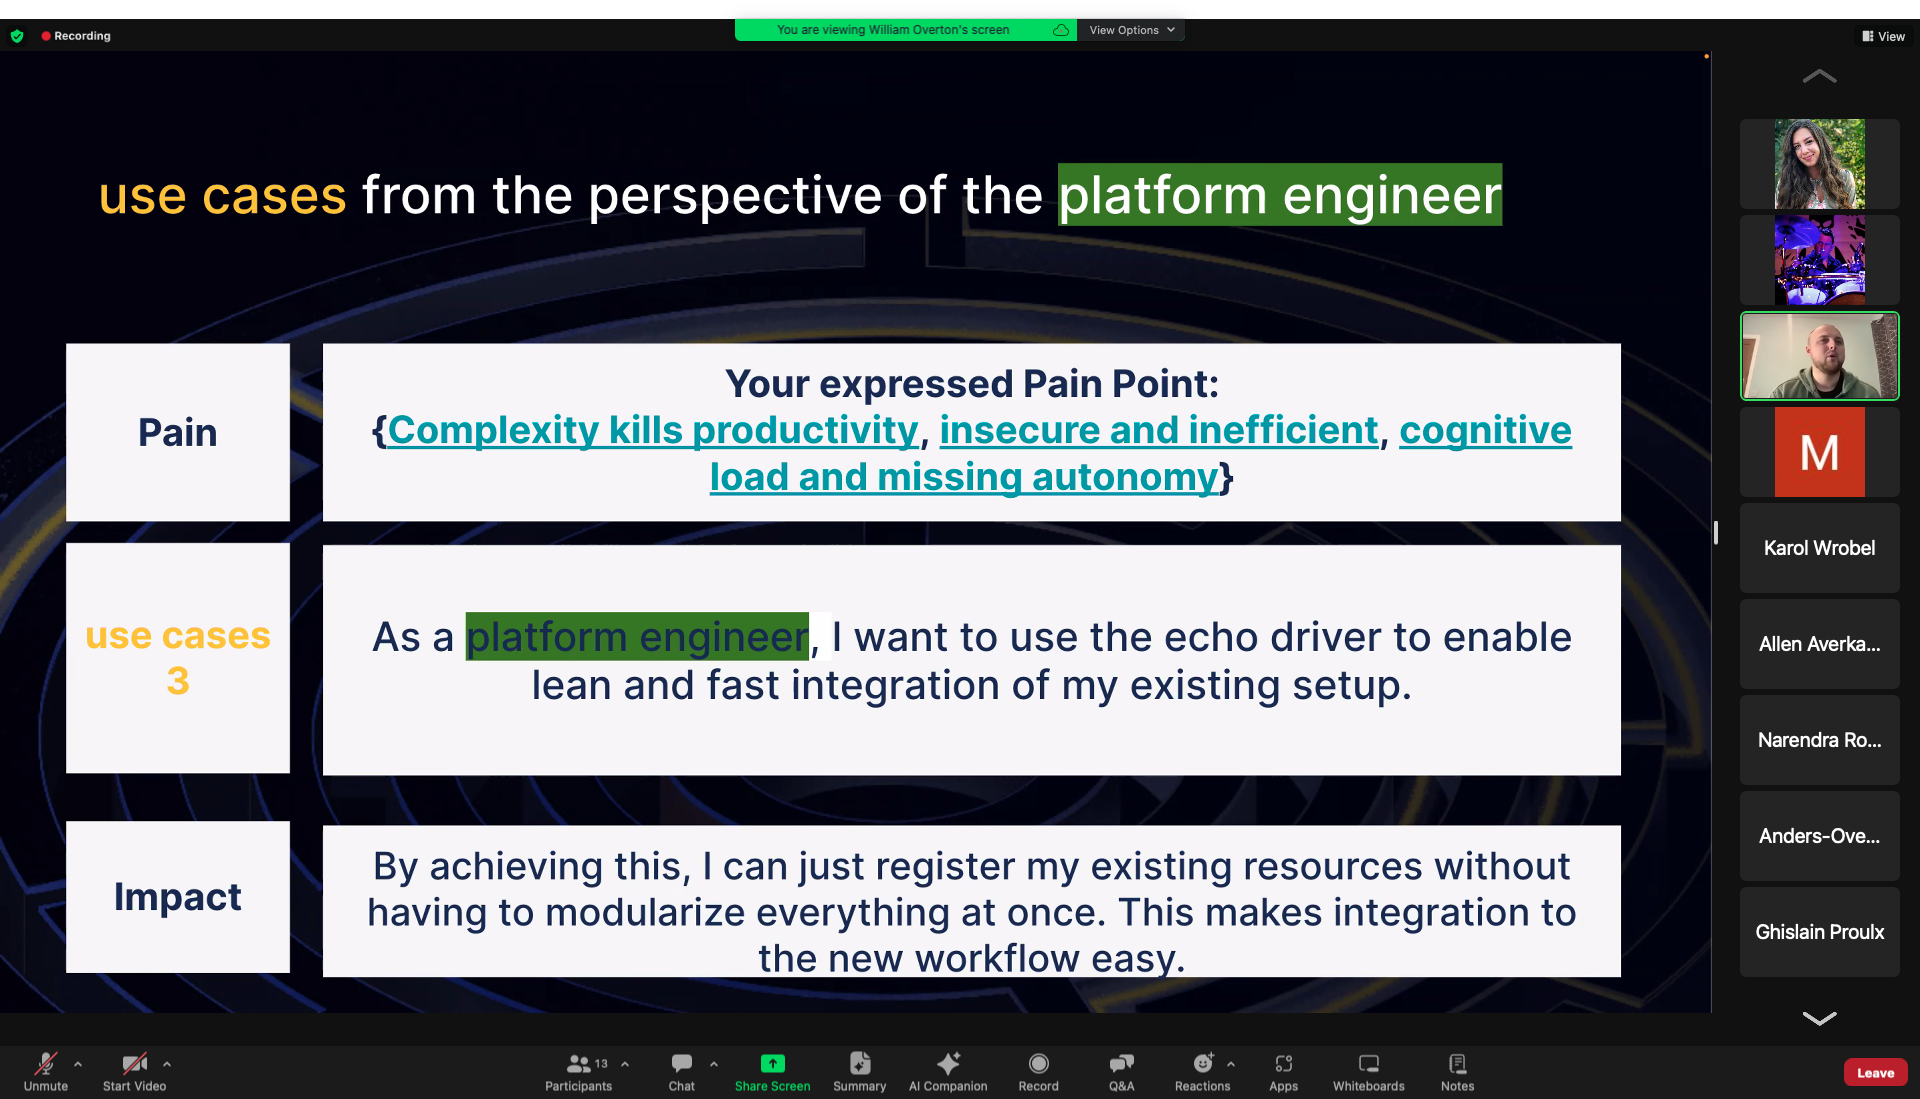 Recording
You are viewing William Overton's screen
View Options
View
use cases from the perspective of the platform engineer
Pain
Your expressed Pain Point:
{Complexity kills productivity, insecure and inefficient, cognitive
load and missing autonomy}
use cases
3
As a platform engineer, I want to use the echo driver to enable
lean and fast integration of my existing setup.
Impact
By achieving this, I can just register my existing resources without
having to modularize everything at once. This makes integration to
the new workflow easy.
M
Karol Wrobel
Allen Averka...
Narendra Ro...
Anders-Ove...
Ghislain Proulx
Unmute
Start Video
13
Participants
Chat
Share Screen
Summary
AI Companion
Record
Q&A
Reactions
Apps
Whiteboards
Notes
Leave